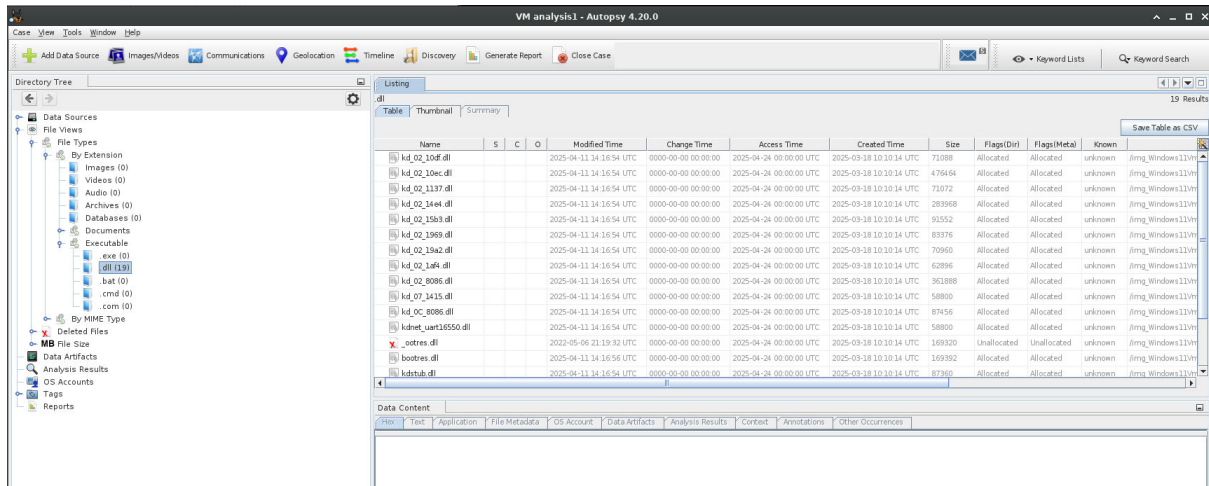 VM analysis1 - Autopsy 4.20.0
Case View Tools Window Help
Add Data Source Images/Videos Communications Geolocation Timeline Discovery Generate Report Close Case Keyword Lists Keyword Search
Directory Tree
Data Sources
File Views
File Types
By Extension
Images (0)
Videos (0)
Audio (0)
Archives (0)
Databases (0)
Documents
Executable
.exe (0)
.dll (19)
.bat (0)
.cmd (0)
.com (0)
By MIME Type
Deleted Files
MB File Size
Data Artifacts
Analysis Results
OS Accounts
Tags
Reports
Listing
.dll 19 Results
Table Thumbnail Summary
Save Table as CSV
Name S C O Modified Time Change Time Access Time Created Time Size Flags(Dir) Flags(Meta) Known
kd_02_10df.dll 2025-04-11 14:16:54 UTC 0000-00-00 00:00:00 2025-04-24 00:00:00 UTC 2025-03-18 10:10:14 UTC 71088 Allocated Allocated unknown /img_Windows11Vm
kd_02_10ec.dll 2025-04-11 14:16:54 UTC 0000-00-00 00:00:00 2025-04-24 00:00:00 UTC 2025-03-18 10:10:14 UTC 476464 Allocated Allocated unknown /img_Windows11Vm
kd_02_1137.dll 2025-04-11 14:16:54 UTC 0000-00-00 00:00:00 2025-04-24 00:00:00 UTC 2025-03-18 10:10:14 UTC 71072 Allocated Allocated unknown /img_Windows11Vm
kd_02_14e4.dll 2025-04-11 14:16:54 UTC 0000-00-00 00:00:00 2025-04-24 00:00:00 UTC 2025-03-18 10:10:14 UTC 283968 Allocated Allocated unknown /img_Windows11Vm
kd_02_15b3.dll 2025-04-11 14:16:54 UTC 0000-00-00 00:00:00 2025-04-24 00:00:00 UTC 2025-03-18 10:10:14 UTC 91552 Allocated Allocated unknown /img_Windows11Vm
kd_02_1969.dll 2025-04-11 14:16:54 UTC 0000-00-00 00:00:00 2025-04-24 00:00:00 UTC 2025-03-18 10:10:14 UTC 83376 Allocated Allocated unknown /img_Windows11Vm
kd_02_19a2.dll 2025-04-11 14:16:54 UTC 0000-00-00 00:00:00 2025-04-24 00:00:00 UTC 2025-03-18 10:10:14 UTC 70960 Allocated Allocated unknown /img_Windows11Vm
kd_02_1af4.dll 2025-04-11 14:16:54 UTC 0000-00-00 00:00:00 2025-04-24 00:00:00 UTC 2025-03-18 10:10:14 UTC 62896 Allocated Allocated unknown /img_Windows11Vm
kd_02_8086.dll 2025-04-11 14:16:54 UTC 0000-00-00 00:00:00 2025-04-24 00:00:00 UTC 2025-03-18 10:10:14 UTC 361888 Allocated Allocated unknown /img_Windows11Vm
kd_07_1415.dll 2025-04-11 14:16:54 UTC 0000-00-00 00:00:00 2025-04-24 00:00:00 UTC 2025-03-18 10:10:14 UTC 58800 Allocated Allocated unknown /img_Windows11Vm
kd_0C_8086.dll 2025-04-11 14:16:54 UTC 0000-00-00 00:00:00 2025-04-24 00:00:00 UTC 2025-03-18 10:10:14 UTC 87456 Allocated Allocated unknown /img_Windows11Vm
kdnet_uart16550.dll 2025-04-11 14:16:54 UTC 0000-00-00 00:00:00 2025-04-24 00:00:00 UTC 2025-03-18 10:10:14 UTC 58800 Allocated Allocated unknown /img_Windows11Vm
_ootres.dll 2022-05-06 21:19:32 UTC 0000-00-00 00:00:00 2025-04-24 00:00:00 UTC 2025-03-18 10:10:14 UTC 169320 Unallocated Unallocated unknown /img_Windows11Vm
bootres.dll 2025-04-11 14:16:56 UTC 0000-00-00 00:00:00 2025-04-24 00:00:00 UTC 2025-03-18 10:10:14 UTC 169392 Allocated Allocated unknown /img_Windows11Vm
kdstub.dll 2025-04-11 14:16:54 UTC 0000-00-00 00:00:00 2025-04-24 00:00:00 UTC 2025-03-18 10:10:14 UTC 87360 Allocated Allocated unknown /img_Windows11Vm
Data Content
Hex Text Application File Metadata OS Account Data Artifacts Analysis Results Context Annotations Other Occurrences